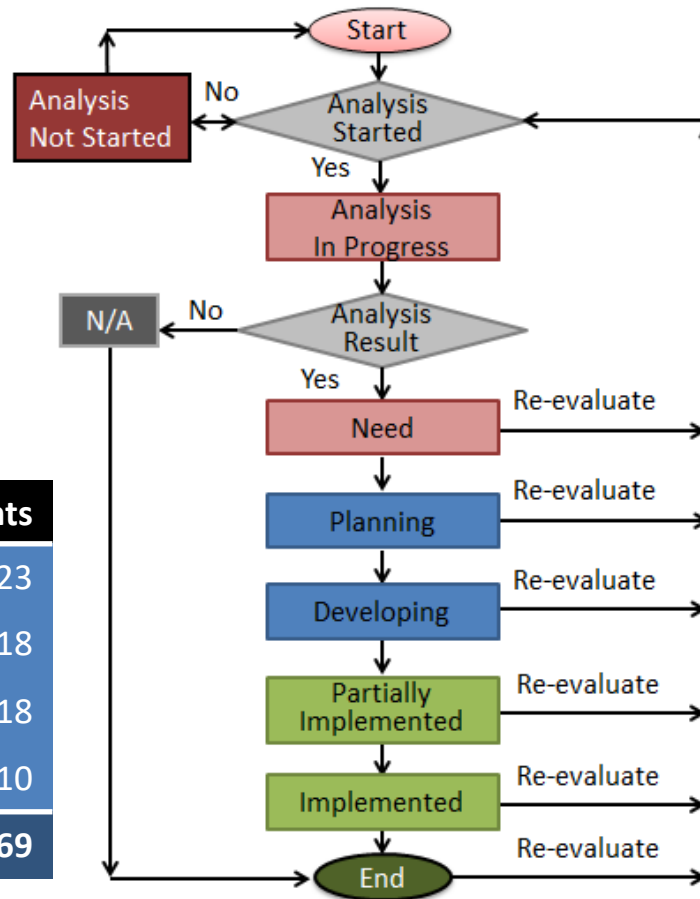 Start
Analysis
Not Started
No
Analysis
Started
Yes
Analysis
In Progress
N/A
No
Analysis
Result
Yes
Need
Re-evaluate
Planning
Re-evaluate
Developing
Re-evaluate
Partially
Implemented
Re-evaluate
Implemented
Re-evaluate
End
Re-evaluate
23
18
18
10
69